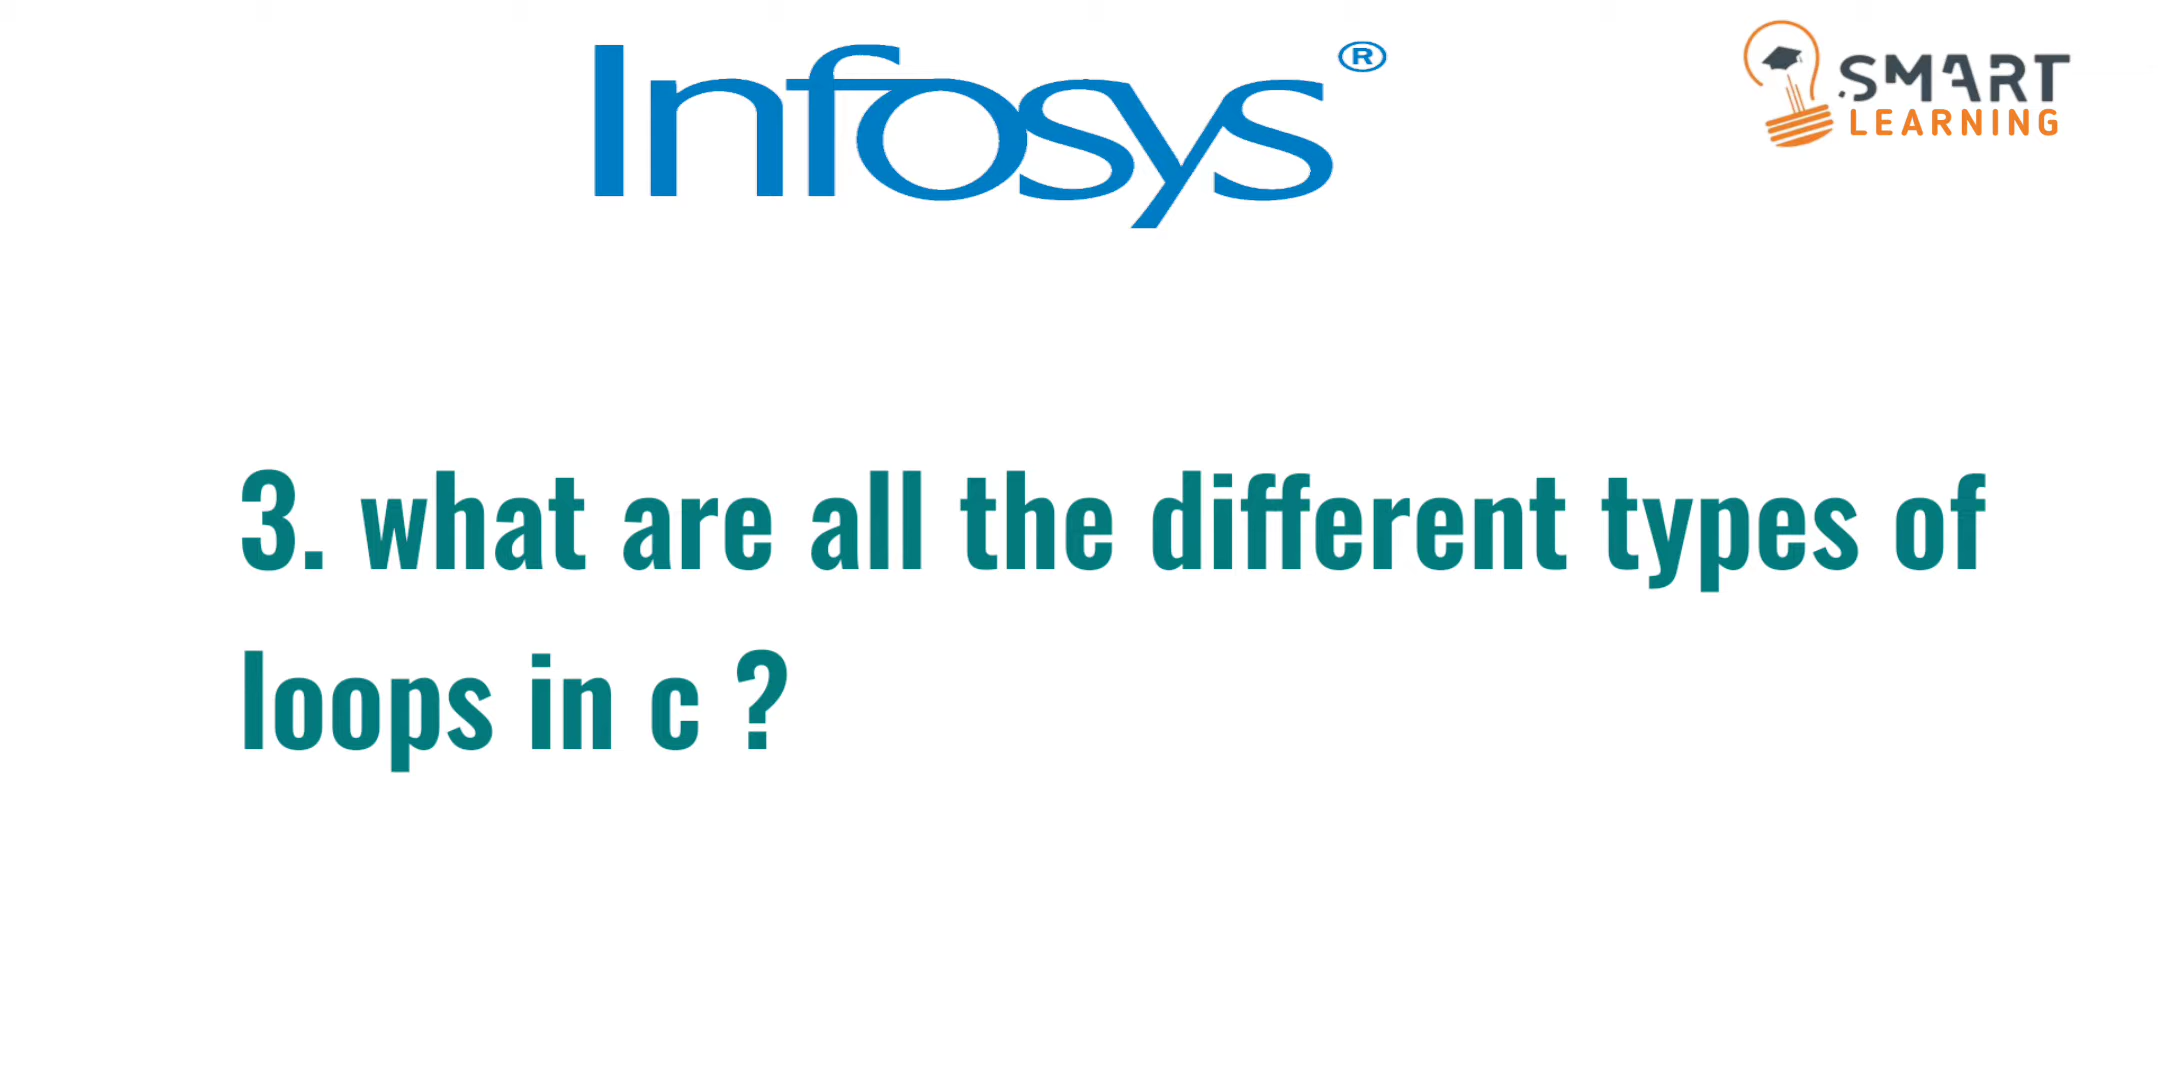 Infosys®
SMART
LEARNING
3. what are all the different types of
loops in c ?